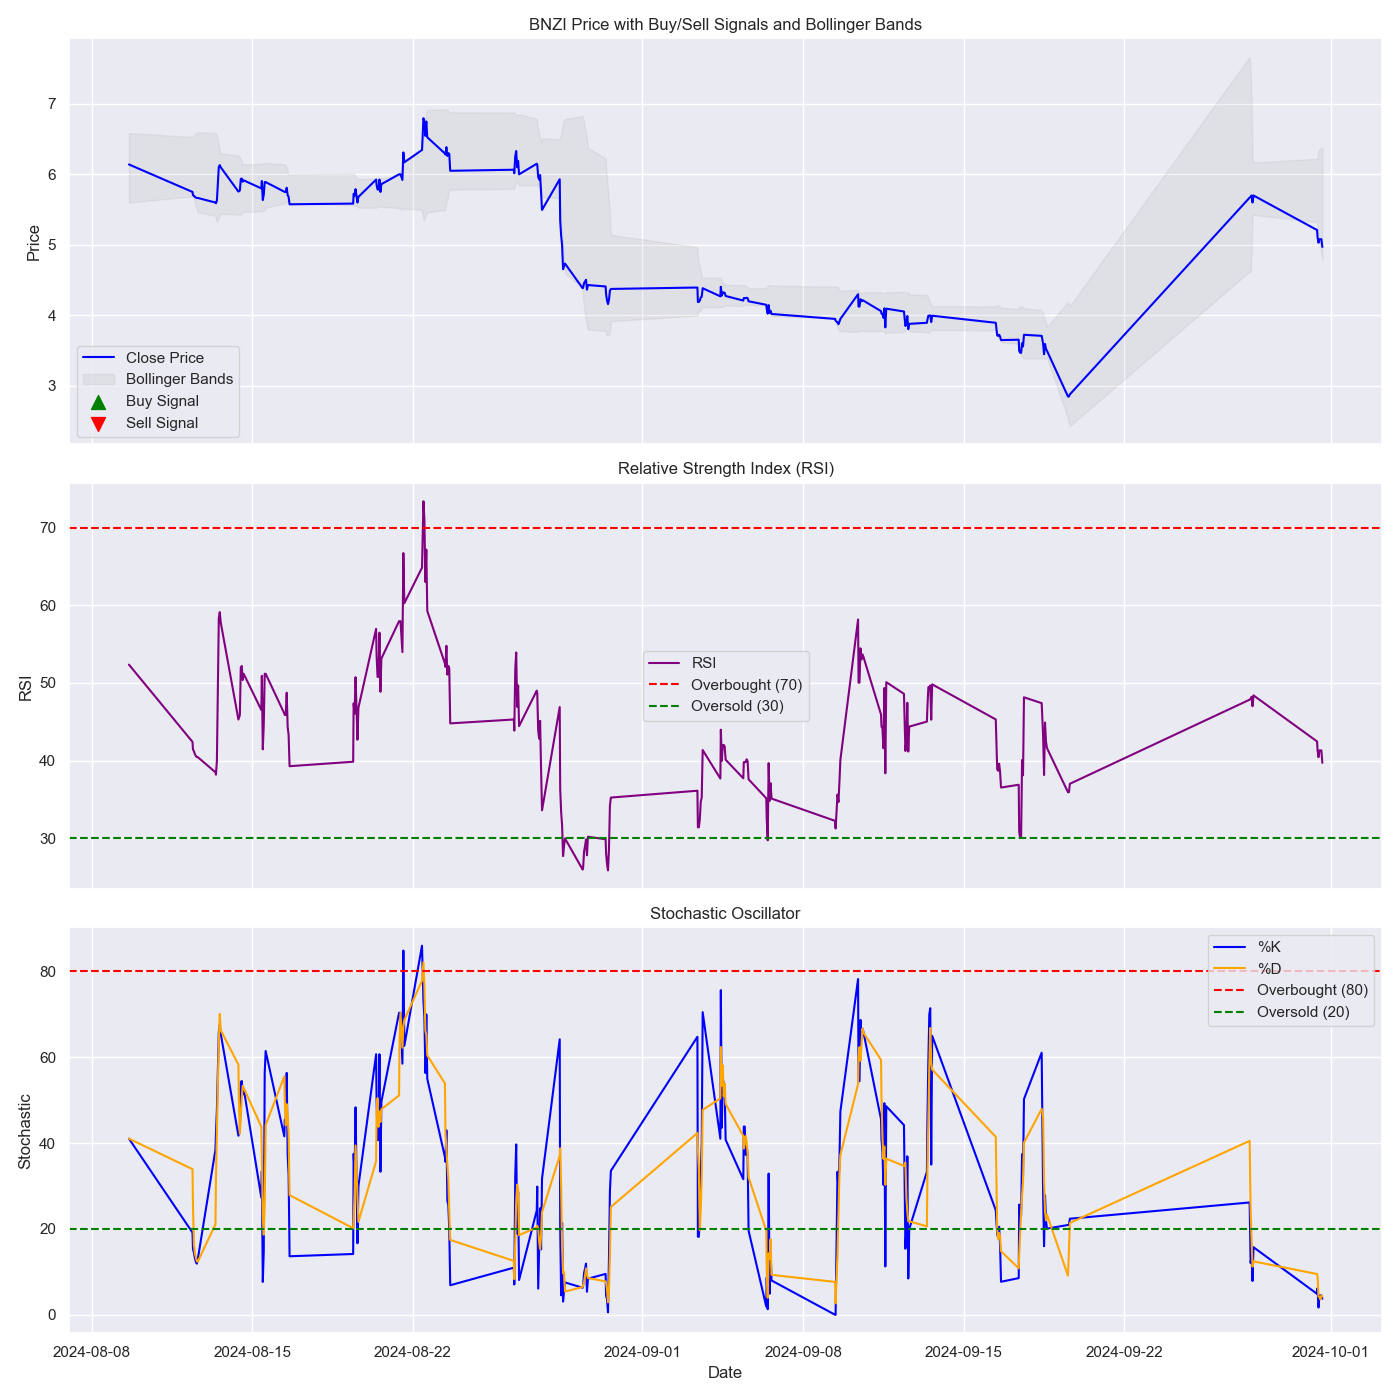 BNZI Price with Buy/Sell Signals and Bollinger Bands
7
6
5
4
3
Price
Close Price
Bollinger Bands
Buy Signal
Sell Signal
Relative Strength Index (RSI)
70
60
50
40
30
RSI
RSI
Overbought (70)
Oversold (30)
Stochastic Oscillator
80
60
40
20
0
Stochastic
%K
%D
Overbought (80)
Oversold (20)
2024-08-08
2024-08-15
2024-08-22
2024-09-01
2024-09-08
2024-09-15
2024-09-22
2024-10-01
Date